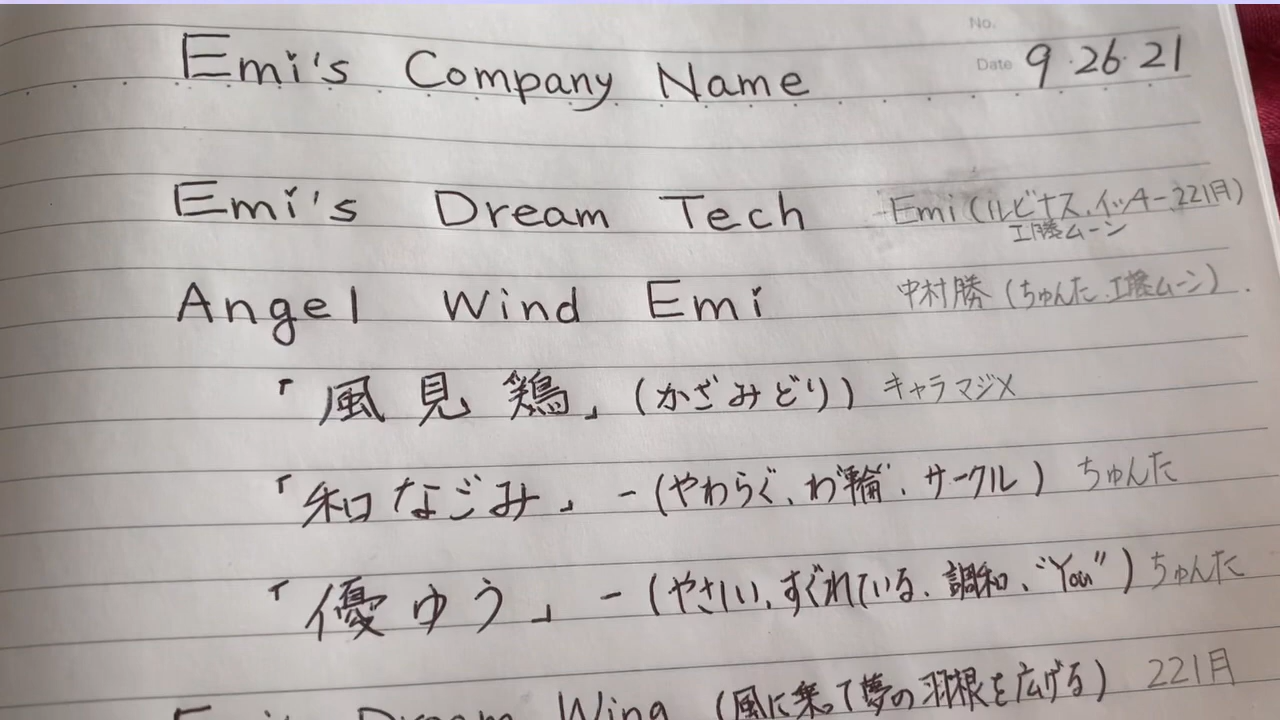 No.
Emi's Company Name Date 9・26・21
Emi's Dream Tech Emi(ルビナス、イッチー、221月)
工藤ムーン
Angel Wind Emi 中村勝(ちゅんた、工藤ムーン).
「風見鶏」(かざみどり) キャラマジメ
「和なごみ」-(やわらぐ、わ"輪"、サークル) ちゅんた
「優ゆう」-(やさしい、すぐれている、調和、"You") ちゅんた
Emi's Dream Wing (風に乗って夢の羽根を広げる) 221月